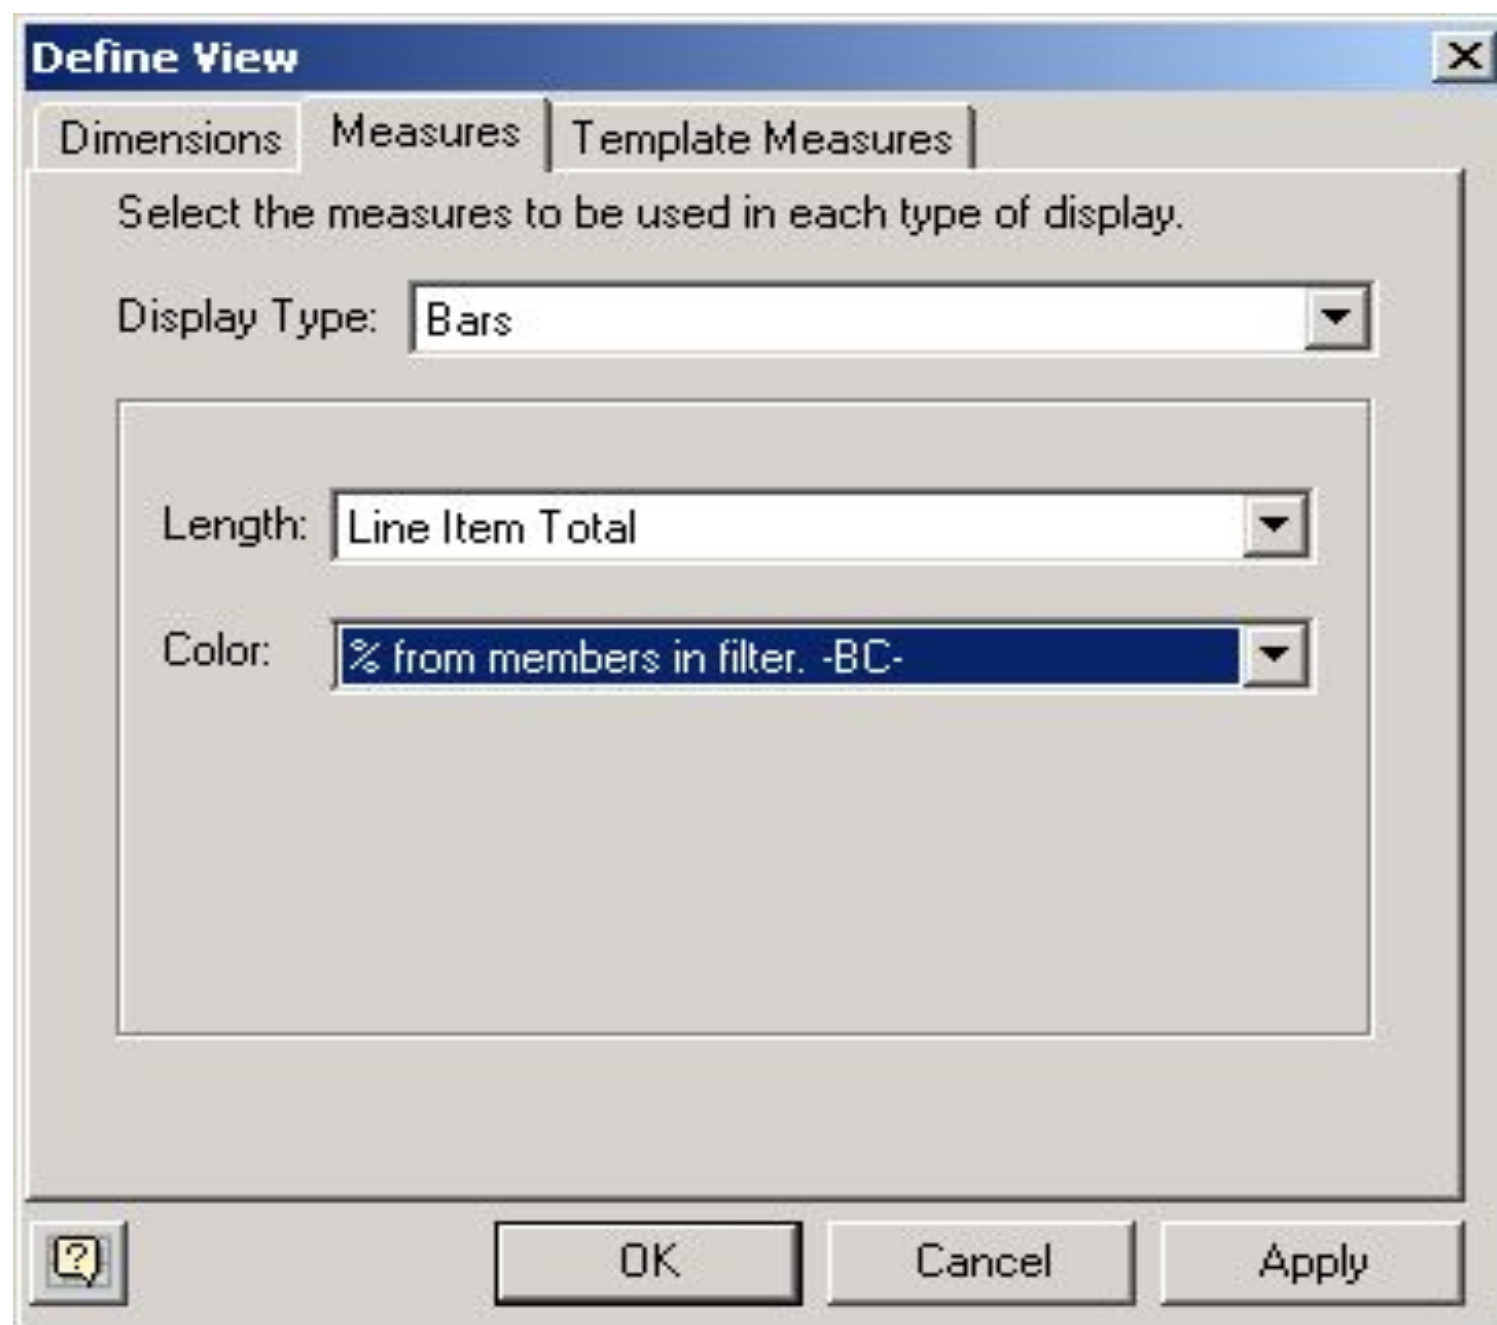 Define View
Dimensions Measures Template Measures
Select the measures to be used in each type of display.
Display Type: Bars
Length: Line Item Total
Color: % from members in filter. -BC-
? OK Cancel Apply